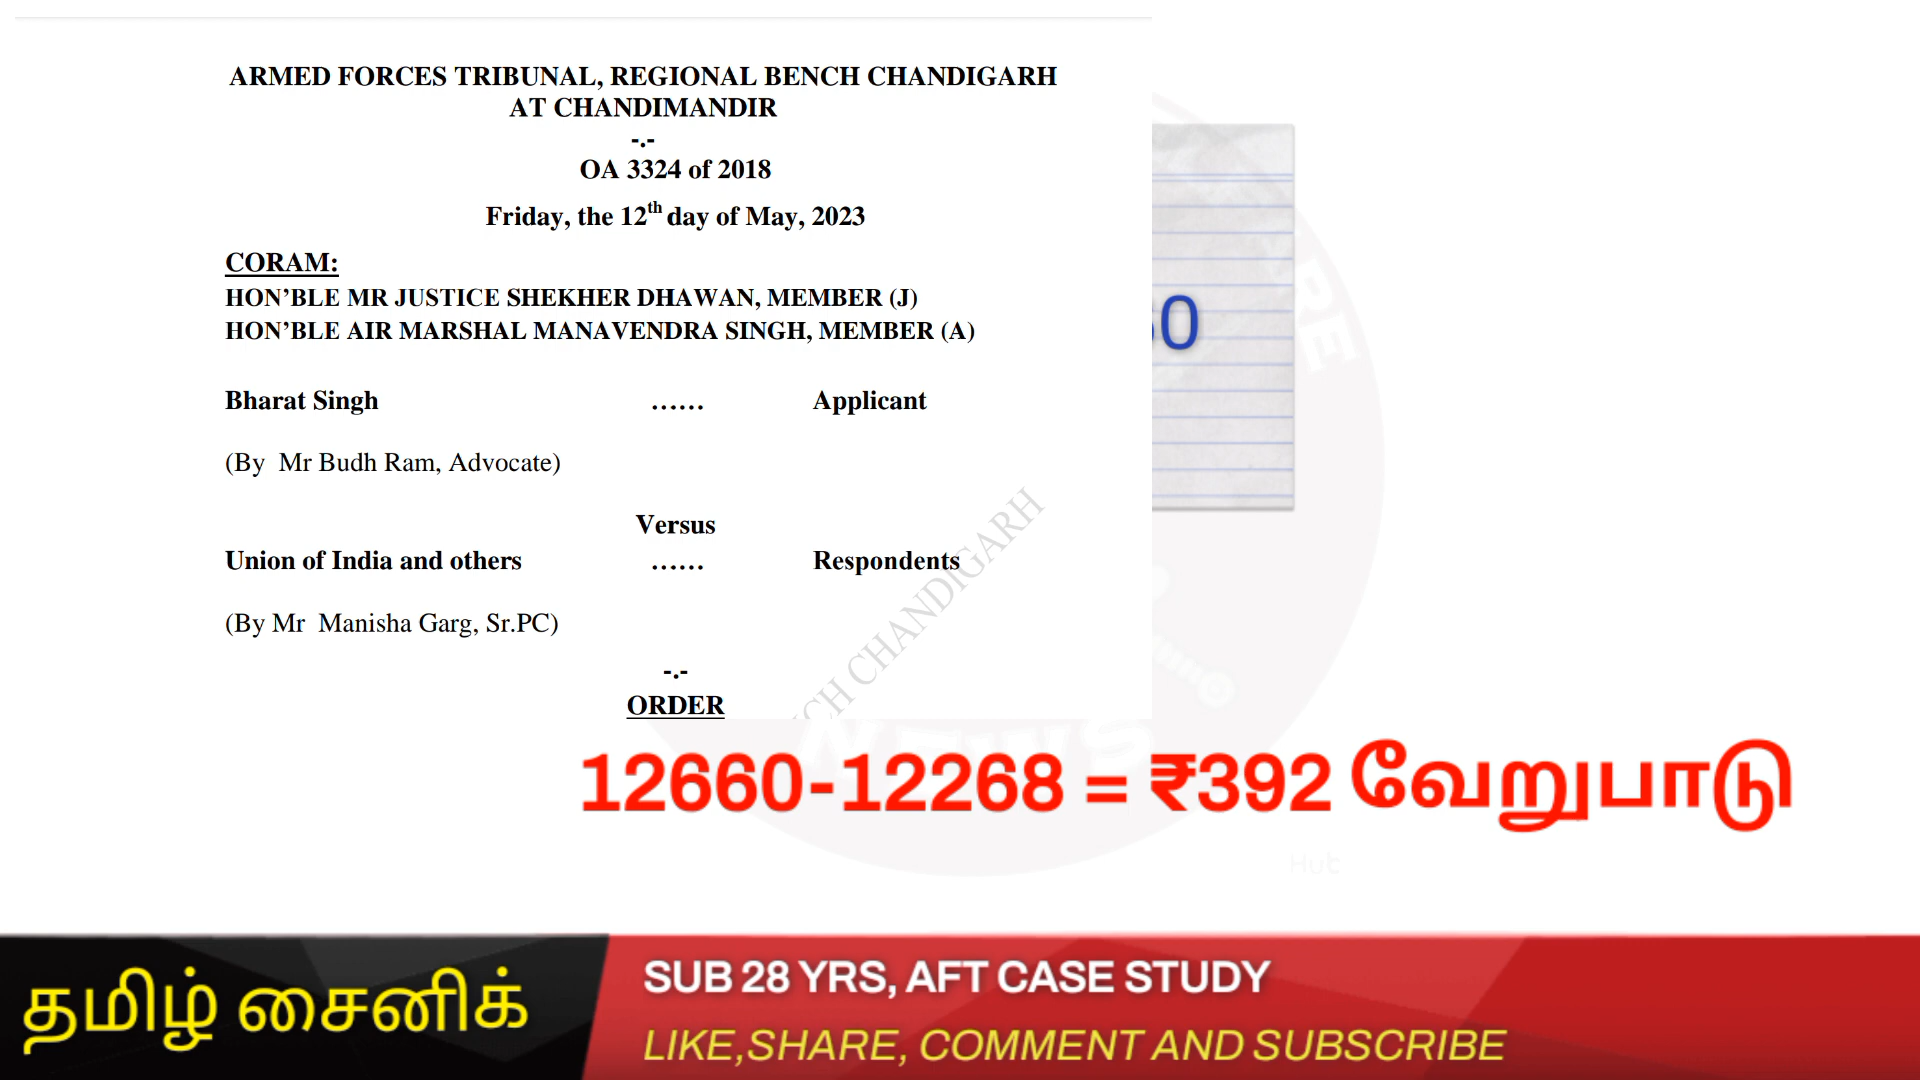 ARMED FORCES TRIBUNAL, REGIONAL BENCH CHANDIGARH
AT CHANDIMANDIR
-.-
OA 3324 of 2018
Friday, the 12th day of May, 2023
CORAM:
HON’BLE MR JUSTICE SHEKHER DHAWAN, MEMBER (J)
HON’BLE AIR MARSHAL MANAVENDRA SINGH, MEMBER (A)
Bharat Singh ...... Applicant
(By Mr Budh Ram, Advocate)
Versus
Union of India and others ...... Respondents
(By Mr Manisha Garg, Sr.PC)
-.-
ORDER
CHANDIGARH
NEWS
12660-12268 = ₹392 வேறுபாடு
Hub
தமிழ் சைனிக்
SUB 28 YRS, AFT CASE STUDY
LIKE,SHARE, COMMENT AND SUBSCRIBE